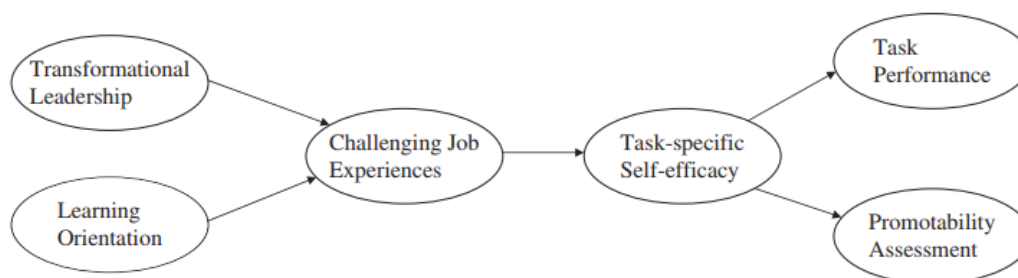 Transformational
Leadership
Learning
Orientation
Challenging Job
Experiences
Task-specific
Self-efficacy
Task
Performance
Promotability
Assessment